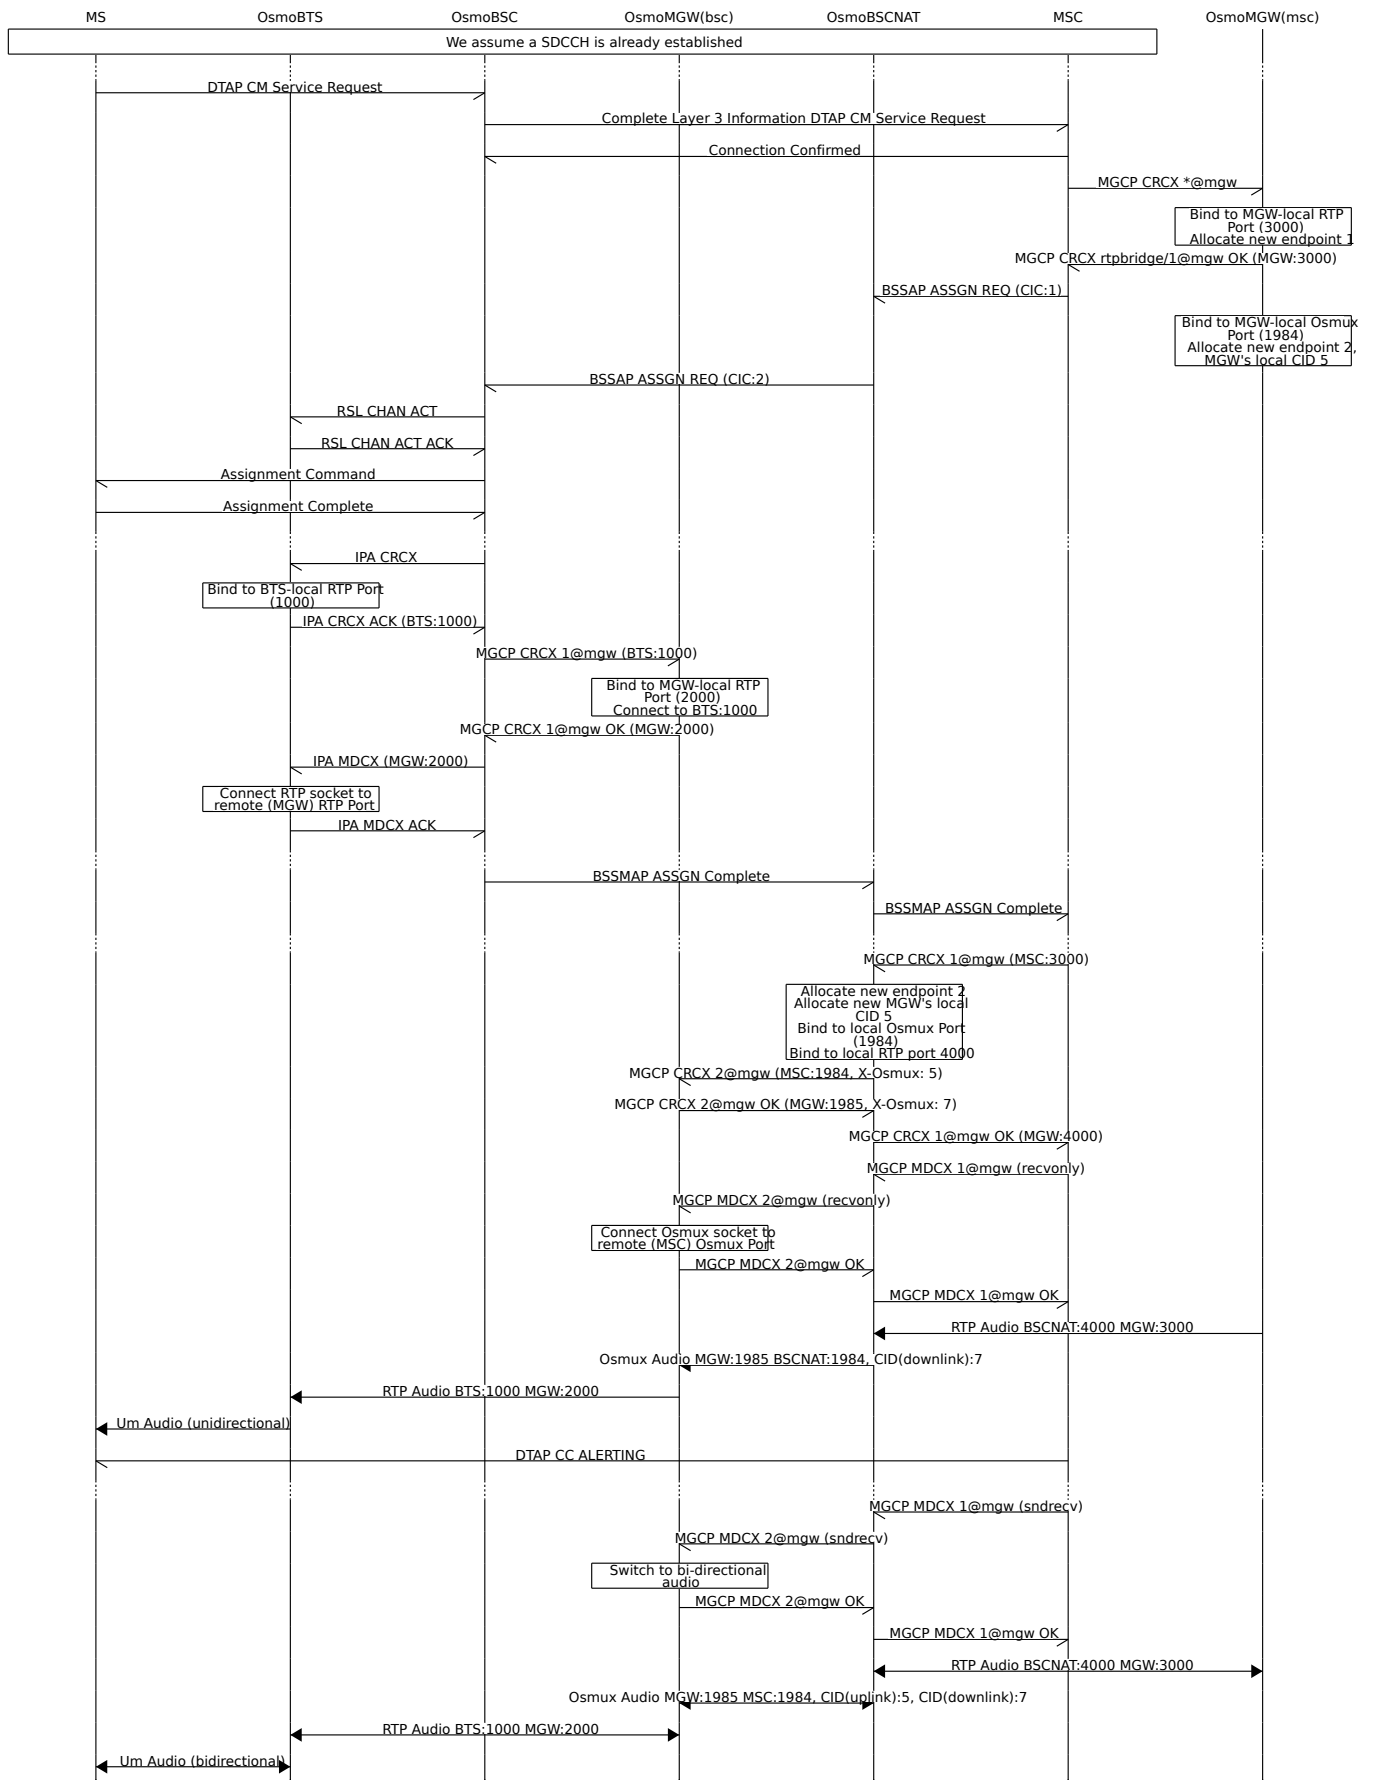 MS OsmoBTS OsmoBSC OsmoMGW(bsc) OsmoBSCNAT MSC OsmoMGW(msc)
We assume a SDCCH is already established
DTAP CM Service Request
Complete Layer 3 Information DTAP CM Service Request
Connection Confirmed
MGCP CRCX *@mgw
Bind to MGW-local RTP
Port (3000)
Allocate new endpoint 1
MGCP CRCX rtpbridge/1@mgw OK (MGW:3000)
BSSAP ASSGN REQ (CIC:1)
Bind to MGW-local Osmux
Port (1984)
Allocate new endpoint 2,
MGW's local CID 5
BSSAP ASSGN REQ (CIC:2)
RSL CHAN ACT
RSL CHAN ACT ACK
Assignment Command
Assignment Complete
IPA CRCX
Bind to BTS-local RTP Port
(1000)
IPA CRCX ACK (BTS:1000)
MGCP CRCX 1@mgw (BTS:1000)
Bind to MGW-local RTP
Port (2000)
Connect to BTS:1000
MGCP CRCX 1@mgw OK (MGW:2000)
IPA MDCX (MGW:2000)
Connect RTP socket to
remote (MGW) RTP Port
IPA MDCX ACK
BSSMAP ASSGN Complete
BSSMAP ASSGN Complete
MGCP CRCX 1@mgw (MSC:3000)
Allocate new endpoint 2
Allocate new MGW's local
CID 5
Bind to local Osmux Port
(1984)
Bind to local RTP port 4000
MGCP CRCX 2@mgw (MSC:1984, X-Osmux: 5)
MGCP CRCX 2@mgw OK (MGW:1985, X-Osmux: 7)
MGCP CRCX 1@mgw OK (MGW:4000)
MGCP MDCX 1@mgw (recvonly)
MGCP MDCX 2@mgw (recvonly)
Connect Osmux socket to
remote (MSC) Osmux Port
MGCP MDCX 2@mgw OK
MGCP MDCX 1@mgw OK
RTP Audio BSCNAT:4000 MGW:3000
Osmux Audio MGW:1985 BSCNAT:1984, CID(downlink):7
RTP Audio BTS:1000 MGW:2000
Um Audio (unidirectional)
DTAP CC ALERTING
MGCP MDCX 1@mgw (sndrecv)
MGCP MDCX 2@mgw (sndrecv)
Switch to bi-directional
audio
MGCP MDCX 2@mgw OK
MGCP MDCX 1@mgw OK
RTP Audio BSCNAT:4000 MGW:3000
Osmux Audio MGW:1985 MSC:1984, CID(uplink):5, CID(downlink):7
RTP Audio BTS:1000 MGW:2000
Um Audio (bidirectional)